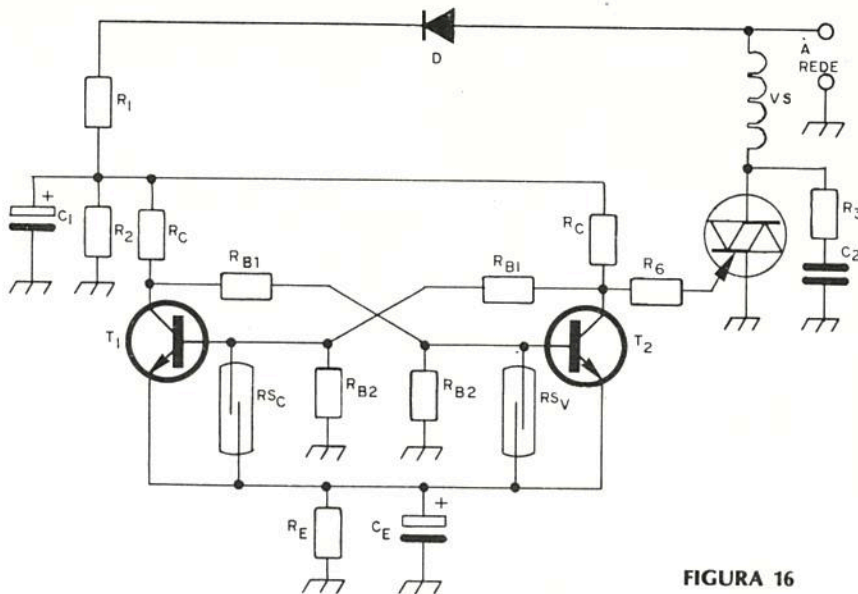 D
À
REDE
VS
R1
+
C1
R2
RC
RC
R3
C2
RB1
RB1
R6
T1
T2
RSC
RB2
RB2
RSV
RE
CE
+
FIGURA 16